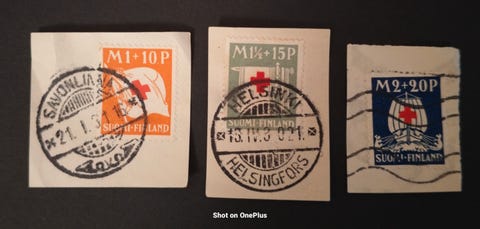 M1+10P
SAVONLINNA
21.I.31.18
SUOMI-FINLAND
M1½+15P
HELSINKI
SUOMI-FINLAND
HELSINGFORS
M2+20P
SUOMI-FINLAND
Shot on OnePlus